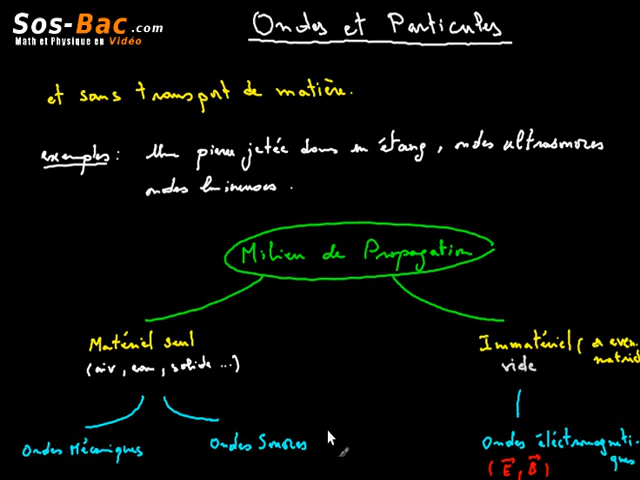 Sos-Bac.com
Math et Physique en Vidéo
Ondes et Particules
et sans transport de matière.
exemples : Une pierre jetée dans un étang, ondes ultrasonores
ondes lumineuses.
Milieu de Propagation
Matériel seul
(air, eau, solide ...)
Immatériel (
vide
Ondes Mécaniques
Ondes Sonores
Ondes électromagnéti-
ques
(E⃗, B⃗)